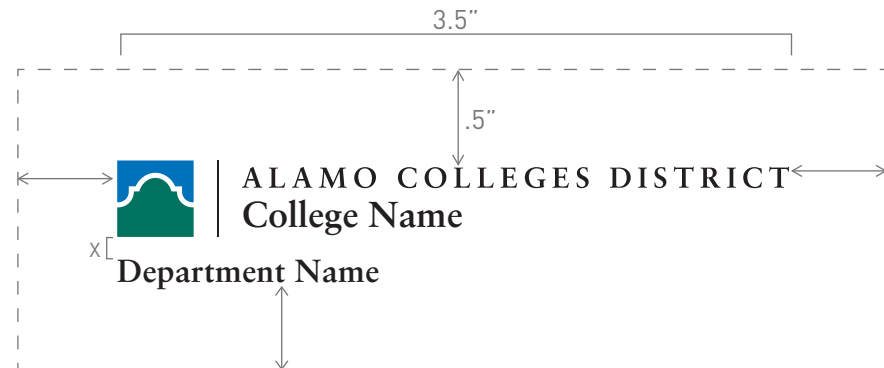 3.5”
.5”
ALAMO COLLEGES DISTRICT
College Name
x
Department Name